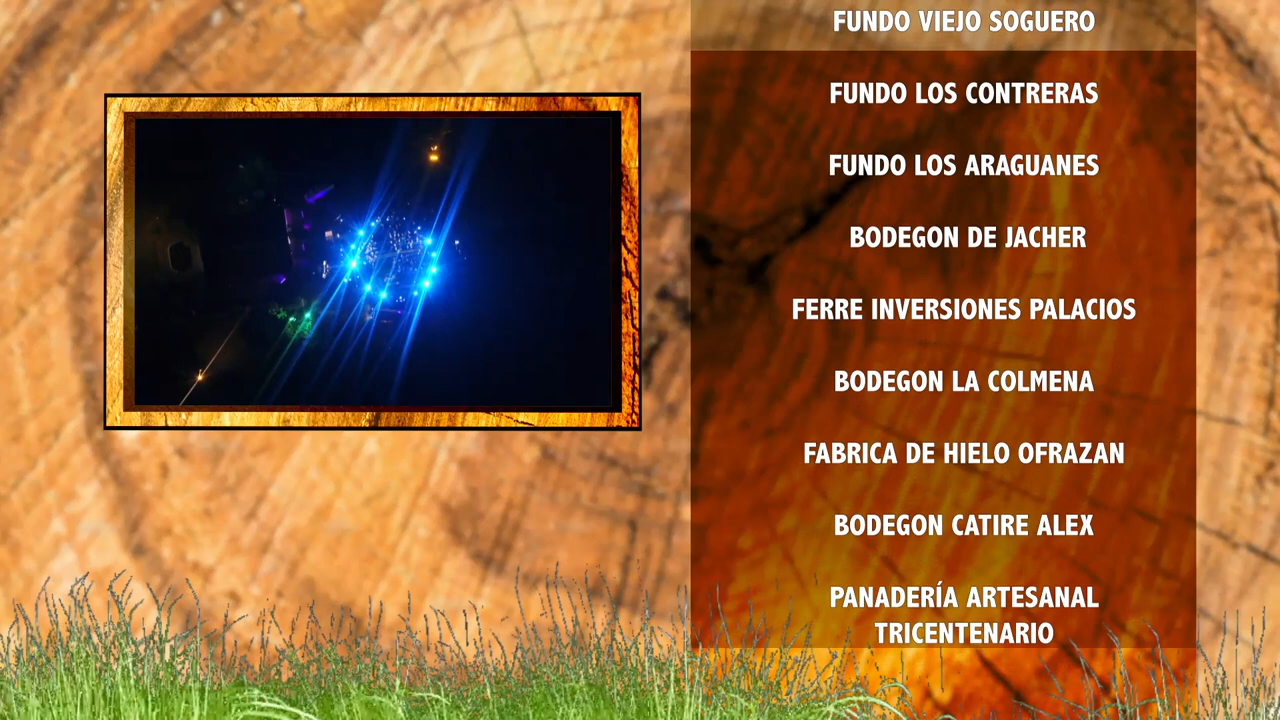 FUNDO VIEJO SOGUERO
FUNDO LOS CONTRERAS
FUNDO LOS ARAGUANES
BODEGON DE JACHER
FERRE INVERSIONES PALACIOS
BODEGON LA COLMENA
FABRICA DE HIELO OFRAZAN
BODEGON CATIRE ALEX
PANADERÍA ARTESANAL
TRICENTENARIO